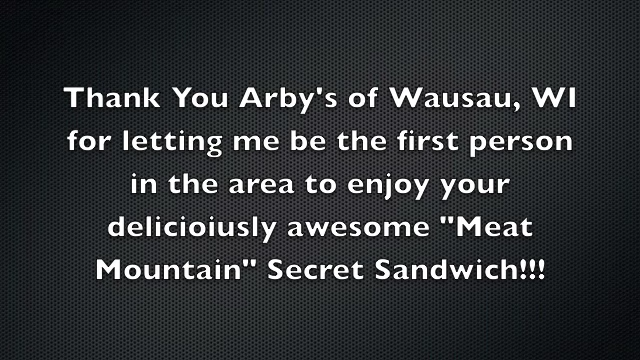 Thank You Arby's of Wausau, WI
for letting me be the first person
in the area to enjoy your
delicioiusly awesome "Meat
Mountain" Secret Sandwich!!!